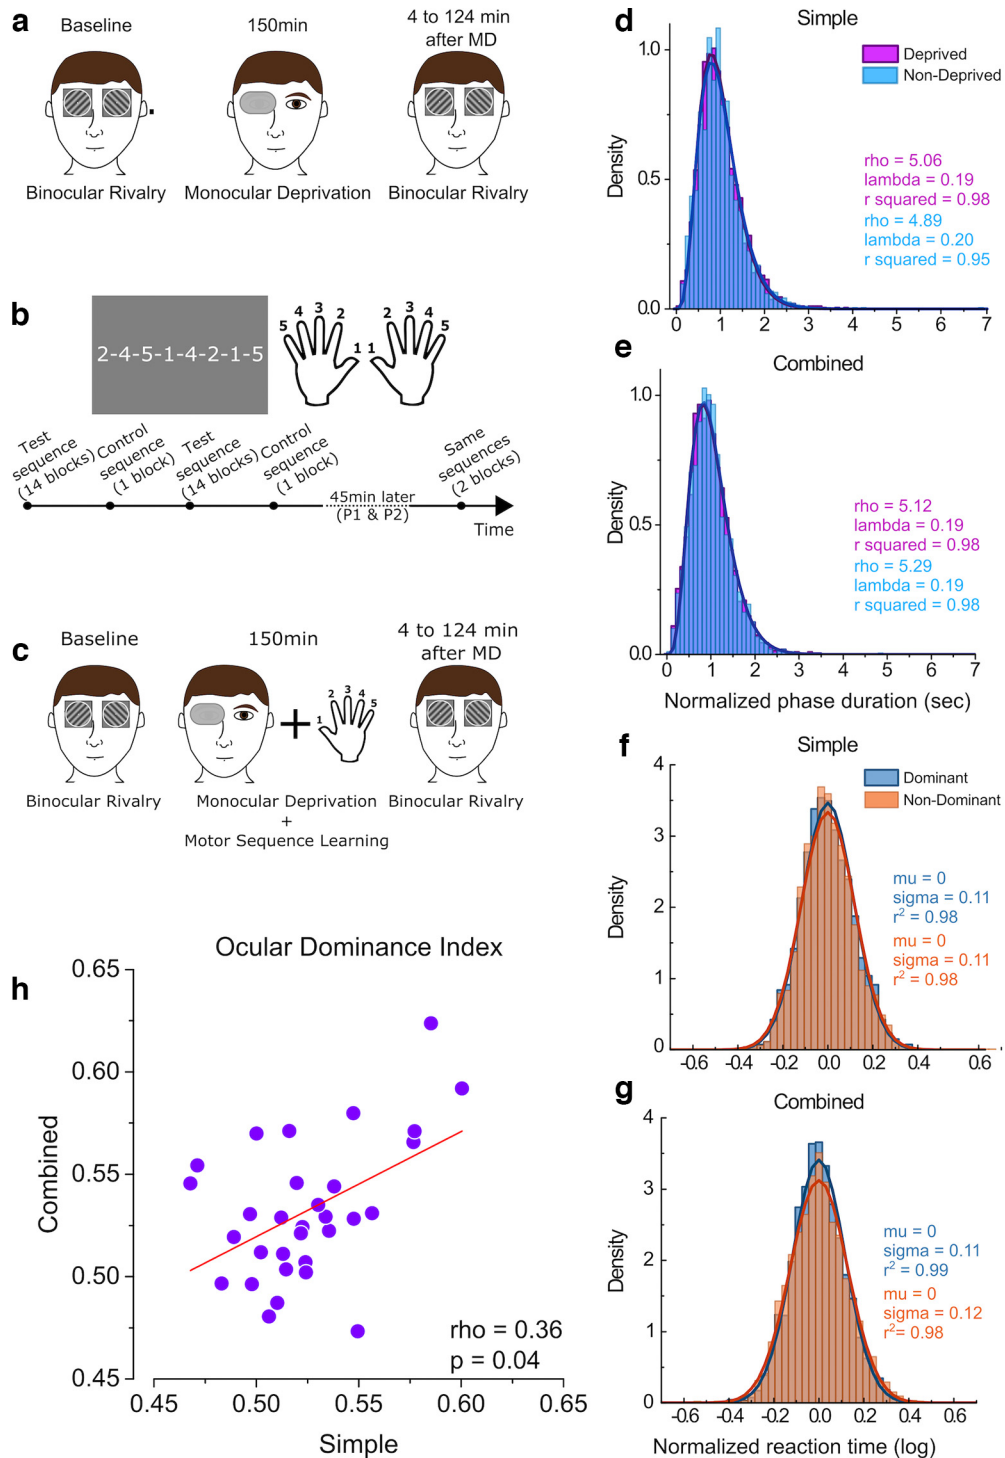 a
Baseline
150min
4 to 124 min
after MD
Binocular Rivalry
Monocular Deprivation
Binocular Rivalry
b
2-4-5-1-4-2-1-5
5
4
3
2
1
1
2
3
4
5
Test
sequence
(14 blocks)
Control
sequence
(1 block)
Test
sequence
(14 blocks)
Control
sequence
(1 block)
45min later
(P1 & P2)
Same
sequences
(2 blocks)
Time
c
Baseline
150min
4 to 124 min
after MD
+
1
2
3
4
5
Binocular Rivalry
Monocular Deprivation
+
Motor Sequence Learning
Binocular Rivalry
d
Simple
Deprived
Non-Deprived
1.0
0.5
0.0
Density
rho = 5.06
lambda = 0.19
r squared = 0.98
rho = 4.89
lambda = 0.20
r squared = 0.95
0 1 2 3 4 5 6 7
e
Combined
1.0
0.5
0.0
Density
rho = 5.12
lambda = 0.19
r squared = 0.98
rho = 5.29
lambda = 0.19
r squared = 0.98
0 1 2 3 4 5 6 7
Normalized phase duration (sec)
f
Simple
Dominant
Non-Dominant
4
3
2
1
0
Density
mu = 0
sigma = 0.11
r² = 0.98
mu = 0
sigma = 0.11
r² = 0.98
-0.6 -0.4 -0.2 0.0 0.2 0.4 0.6
g
Combined
4
3
2
1
0
Density
mu = 0
sigma = 0.11
r² = 0.99
mu = 0
sigma = 0.12
r²= 0.98
-0.6 -0.4 -0.2 0.0 0.2 0.4 0.6
Normalized reaction time (log)
h
Ocular Dominance Index
0.65
0.60
0.55
0.50
0.45
Combined
rho = 0.36
p = 0.04
0.45 0.50 0.55 0.60 0.65
Simple